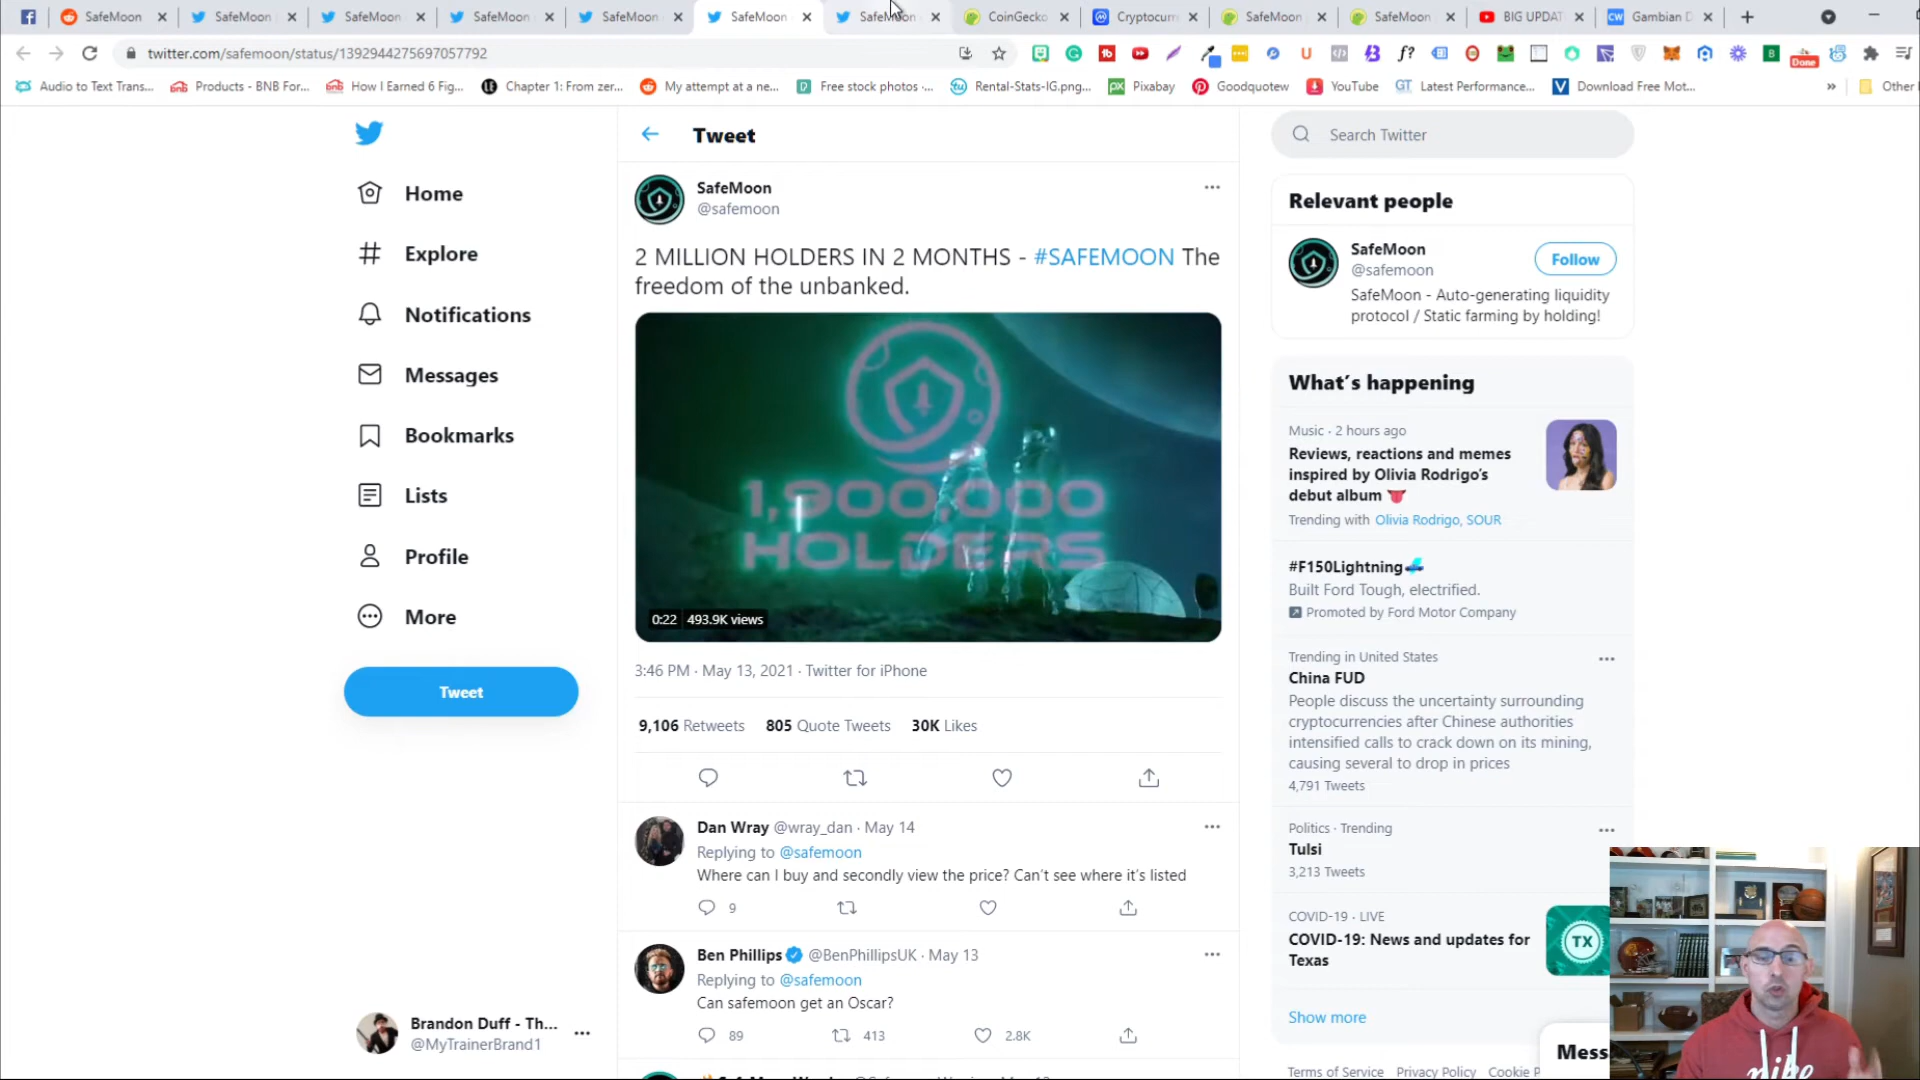 SafeMoon
SafeMoon
SafeMoon
SafeMoon
SafeMoon
SafeMoon
SafeMoon
CoinGecko
Cryptocurr
SafeMoon
SafeMoon
BIG UPDAT
Gambian D
twitter.com/safemoon/status/1392944275697057792
Done
Audio to Text Trans...
Products - BNB For...
How I Earned 6 Fig...
Chapter 1: From zer...
My attempt at a ne...
Free stock photos -...
Rental-Stats-IG.png...
Pixabay
Goodquotew
YouTube
Latest Performance...
Download Free Mot...
»
Other
Home
Explore
Notifications
Messages
Bookmarks
Lists
Profile
More
Tweet
Brandon Duff - Th...
@MyTrainerBrand1
Tweet
SafeMoon
@safemoon
2 MILLION HOLDERS IN 2 MONTHS - #SAFEMOON The
freedom of the unbanked.
1,900,000
HOLDERS
0:22 493.9K views
3:46 PM · May 13, 2021 · Twitter for iPhone
9,106 Retweets 805 Quote Tweets 30K Likes
Dan Wray @wray_dan · May 14
Replying to @safemoon
Where can I buy and secondly view the price? Can't see where it's listed
9
Ben Phillips @BenPhillipsUK · May 13
Replying to @safemoon
Can safemoon get an Oscar?
89 413 2.8K
Search Twitter
Relevant people
SafeMoon
@safemoon
Follow
SafeMoon - Auto-generating liquidity
protocol / Static farming by holding!
What's happening
Music · 2 hours ago
Reviews, reactions and memes
inspired by Olivia Rodrigo's
debut album
Trending with Olivia Rodrigo, SOUR
#F150Lightning
Built Ford Tough, electrified.
Promoted by Ford Motor Company
Trending in United States
China FUD
People discuss the uncertainty surrounding
cryptocurrencies after Chinese authorities
intensified calls to crack down on its mining,
causing several to drop in prices
4,791 Tweets
Politics · Trending
Tulsi
3,213 Tweets
COVID-19 · LIVE
COVID-19: News and updates for
Texas
TX
Show more
Terms of Service Privacy Policy Cookie P
Mess
nike